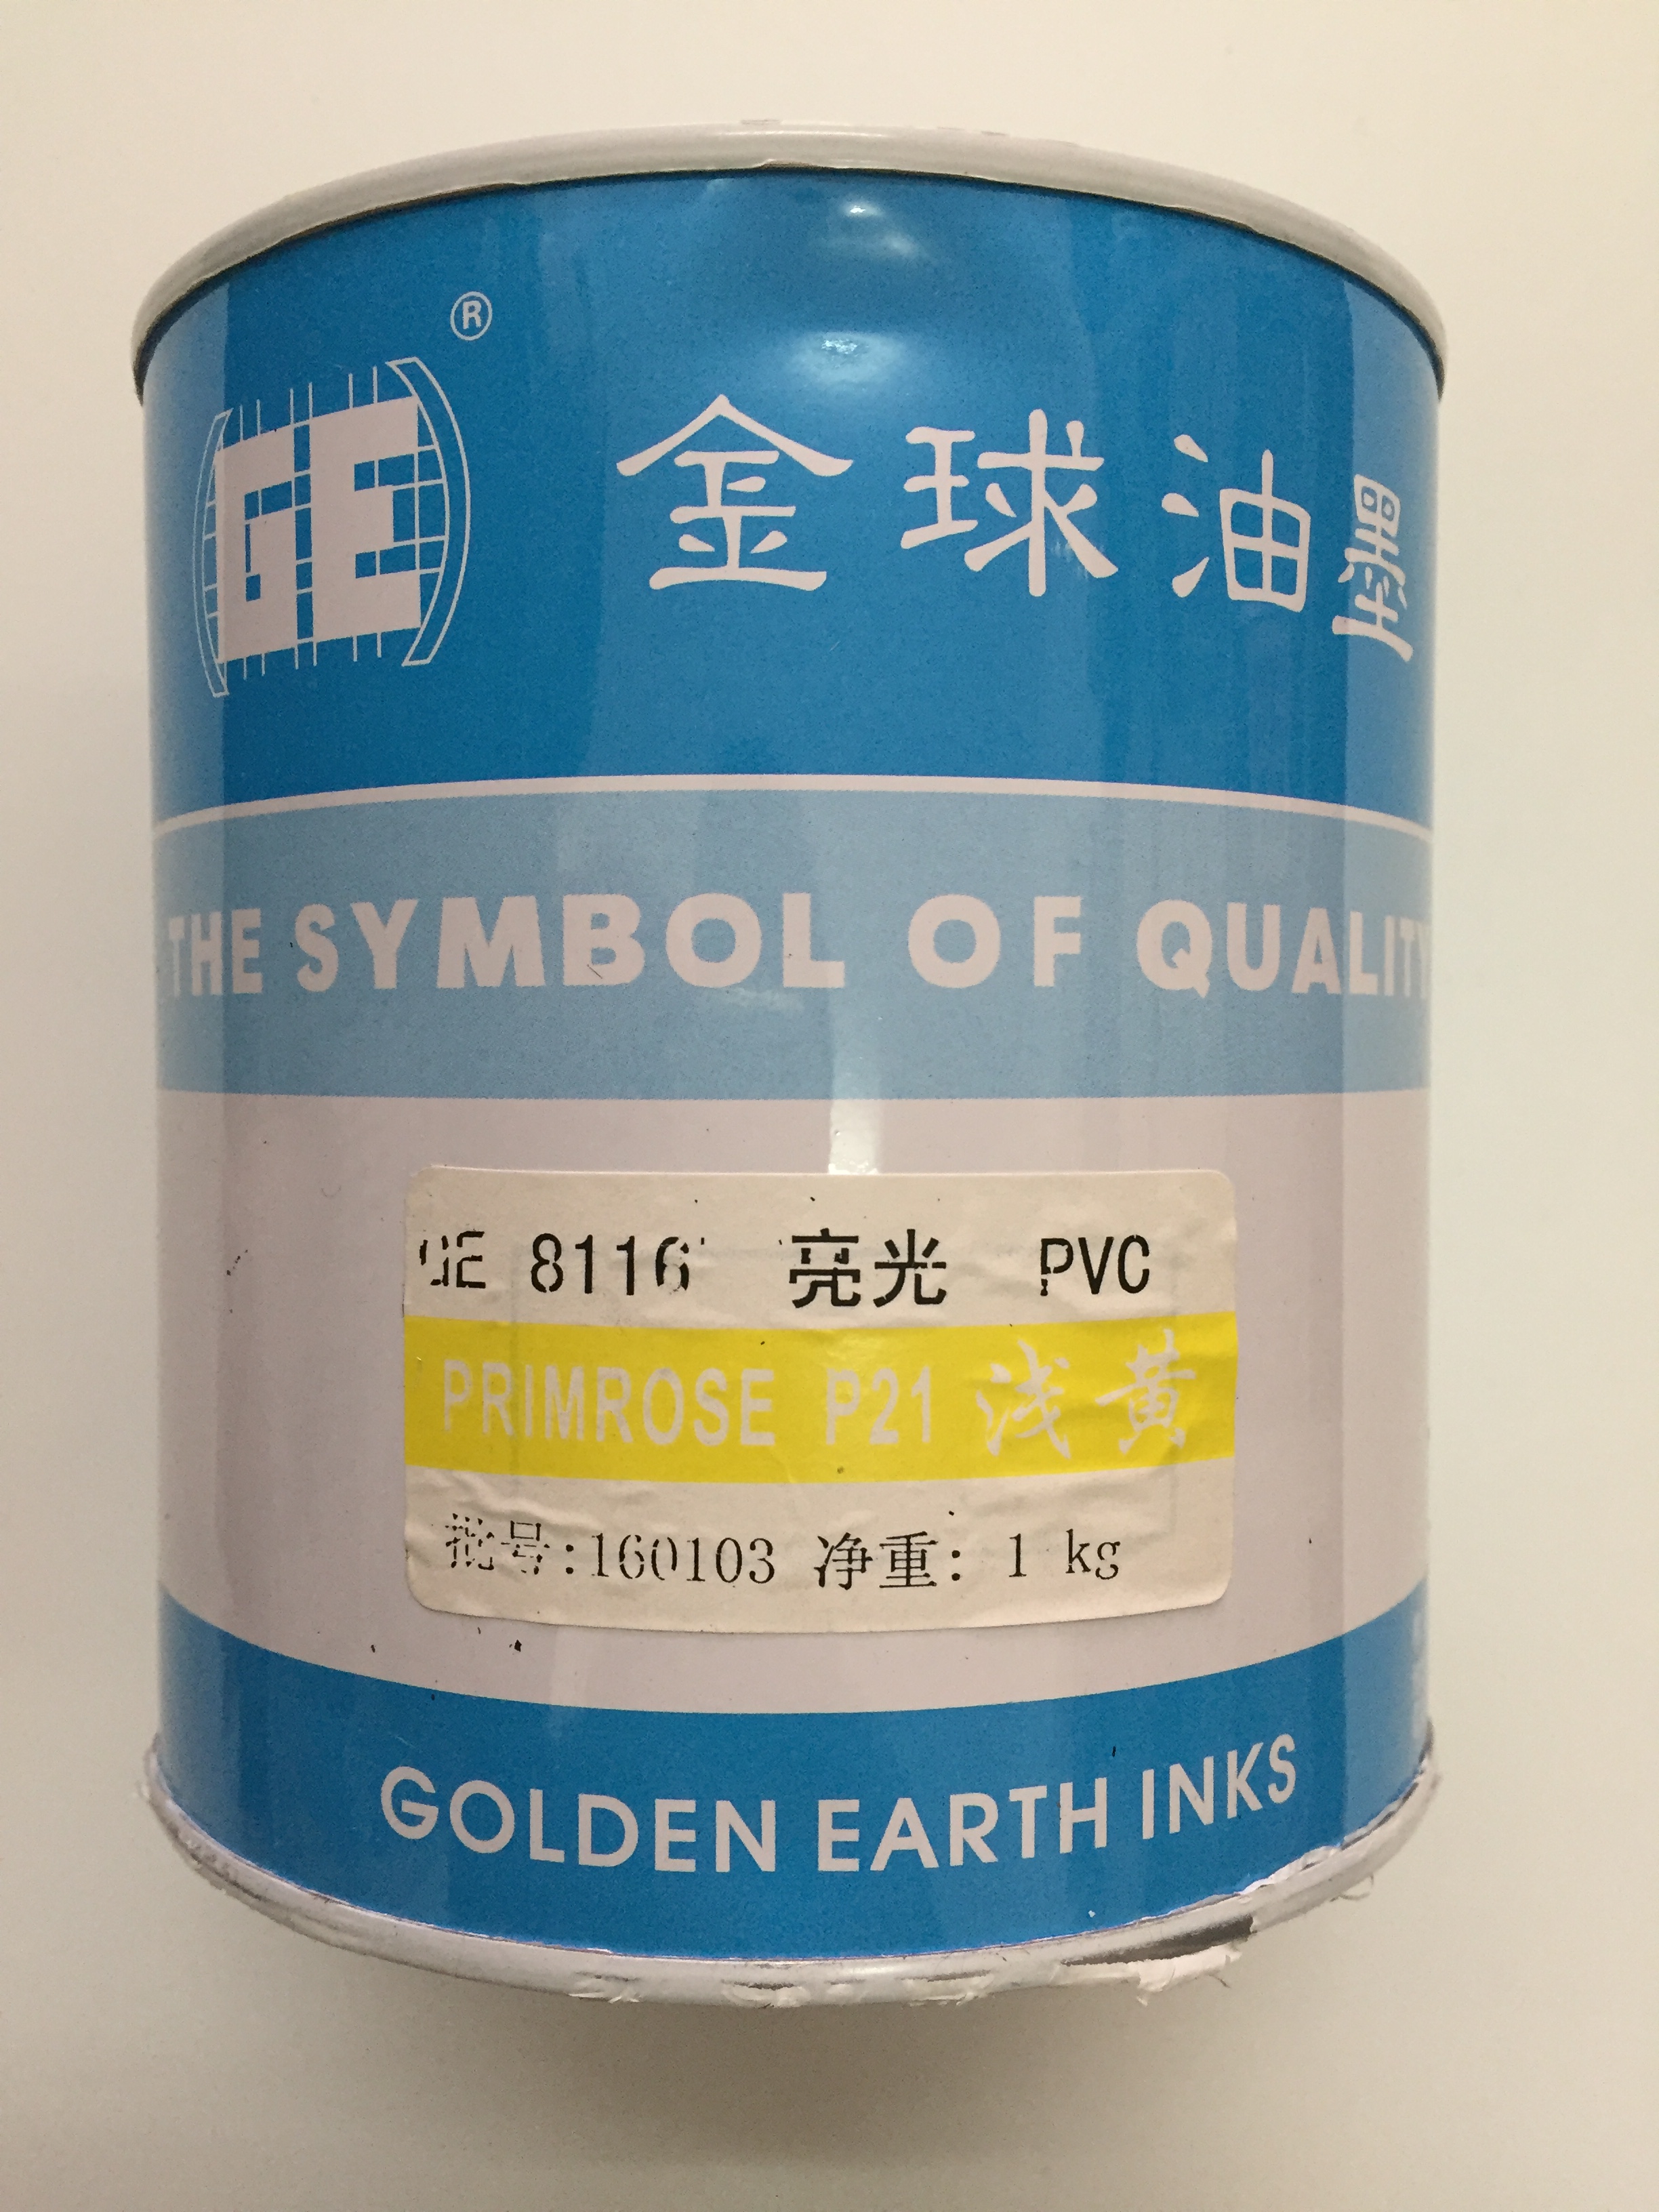 GE ®
金球油墨
THE SYMBOL OF QUALITY
GE 8116 亮光 PVC
PRIMROSE P21 浅黄
批号:160103 净重: 1 kg
GOLDEN EARTH INKS